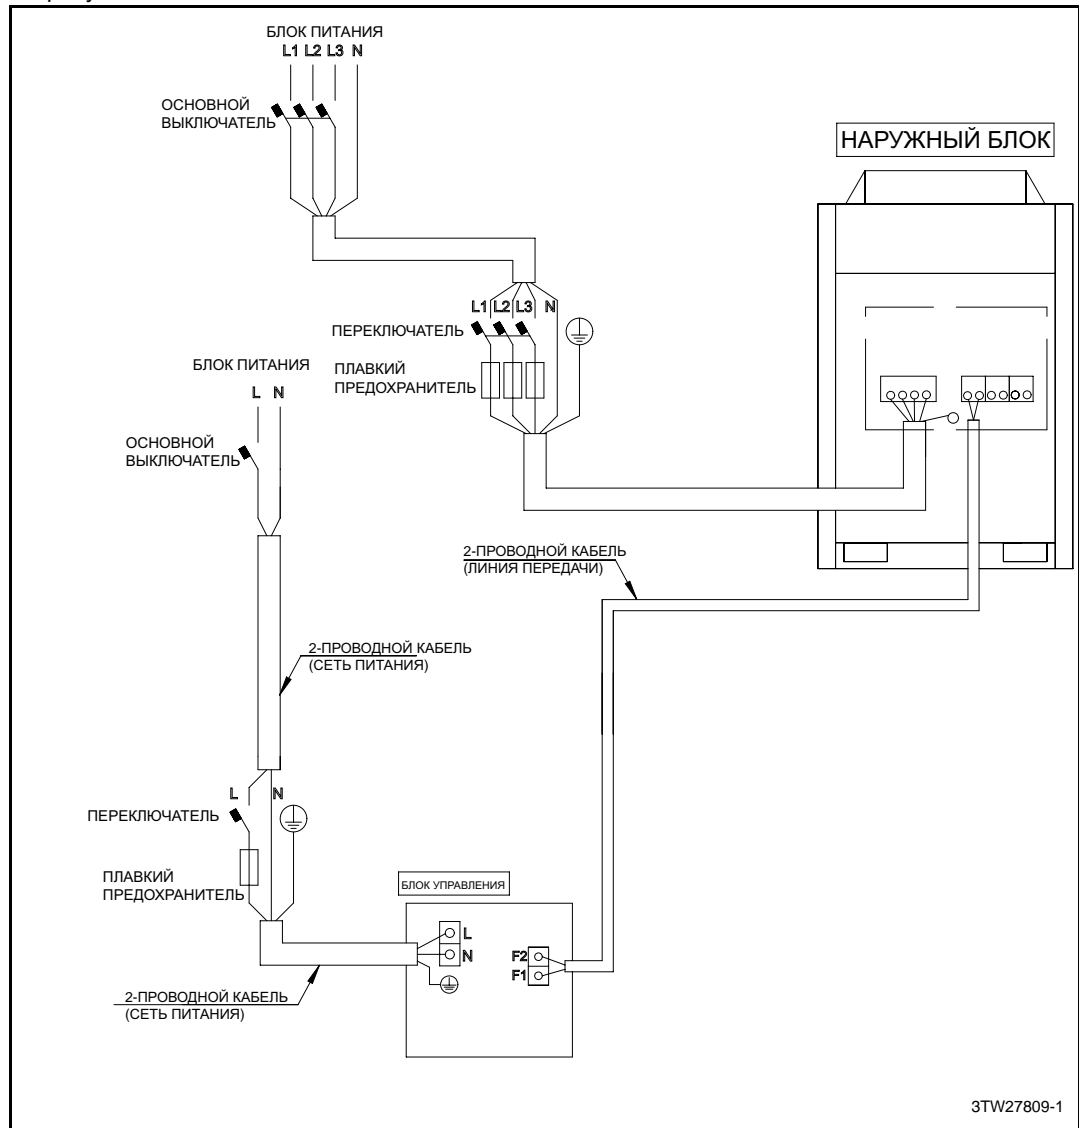 БЛОК ПИТАНИЯ
L1 L2 L3 N
ОСНОВНОЙ
ВЫКЛЮЧАТЕЛЬ
НАРУЖНЫЙ БЛОК
L1 L2 L3 N
ПЕРЕКЛЮЧАТЕЛЬ
ПЛАВКИЙ
ПРЕДОХРАНИТЕЛЬ
БЛОК ПИТАНИЯ
L N
ОСНОВНОЙ
ВЫКЛЮЧАТЕЛЬ
2-ПРОВОДНОЙ КАБЕЛЬ
(ЛИНИЯ ПЕРЕДАЧИ)
2-ПРОВОДНОЙ КАБЕЛЬ
(СЕТЬ ПИТАНИЯ)
L N
ПЕРЕКЛЮЧАТЕЛЬ
ПЛАВКИЙ
ПРЕДОХРАНИТЕЛЬ
БЛОК УПРАВЛЕНИЯ
L
N
F2
F1
2-ПРОВОДНОЙ КАБЕЛЬ
(СЕТЬ ПИТАНИЯ)
3TW27809-1